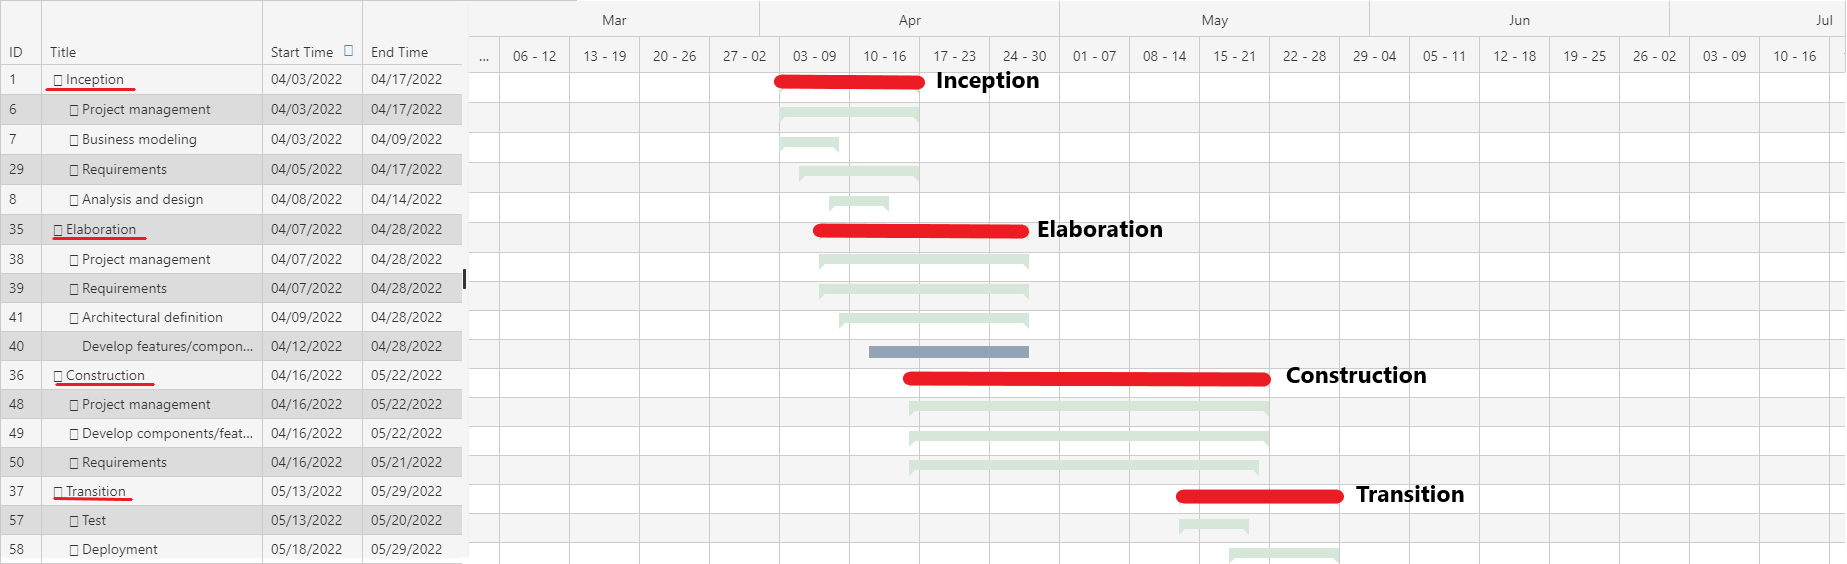 Mar Apr May Jun Jul
ID Title Start Time End Time ... 06 - 12 13 - 19 20 - 26 27 - 02 03 - 09 10 - 16 17 - 23 24 - 30 01 - 07 08 - 14 15 - 21 22 - 28 29 - 04 05 - 11 12 - 18 19 - 25 26 - 02 03 - 09 10 - 16
1 Inception 04/03/2022 04/17/2022 Inception
6 Project management 04/03/2022 04/17/2022
7 Business modeling 04/03/2022 04/09/2022
29 Requirements 04/05/2022 04/17/2022
8 Analysis and design 04/08/2022 04/14/2022
35 Elaboration 04/07/2022 04/28/2022 Elaboration
38 Project management 04/07/2022 04/28/2022
39 Requirements 04/07/2022 04/28/2022
41 Architectural definition 04/09/2022 04/28/2022
40 Develop features/compon... 04/12/2022 04/28/2022
36 Construction 04/16/2022 05/22/2022 Construction
48 Project management 04/16/2022 05/22/2022
49 Develop components/feat... 04/16/2022 05/22/2022
50 Requirements 04/16/2022 05/21/2022
37 Transition 05/13/2022 05/29/2022 Transition
57 Test 05/13/2022 05/20/2022
58 Deployment 05/18/2022 05/29/2022